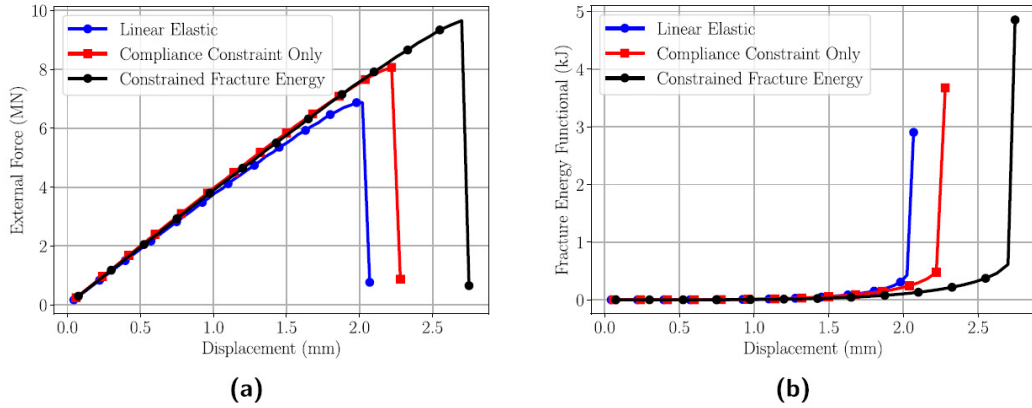 10
8
6
4
2
0
External Force (MN)
Linear Elastic
Compliance Constraint Only
Constrained Fracture Energy
0.0 0.5 1.0 1.5 2.0 2.5
Displacement (mm)
(a)
5
4
3
2
1
0
Fracture Energy Functional (kJ)
Linear Elastic
Compliance Constraint Only
Constrained Fracture Energy
0.0 0.5 1.0 1.5 2.0 2.5
Displacement (mm)
(b)